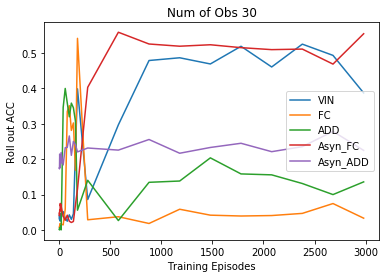 Num of Obs 30
Roll out ACC
0.5
0.4
0.3
0.2
0.1
0.0
VIN
FC
ADD
Asyn_FC
Asyn_ADD
0 500 1000 1500 2000 2500 3000
Training Episodes